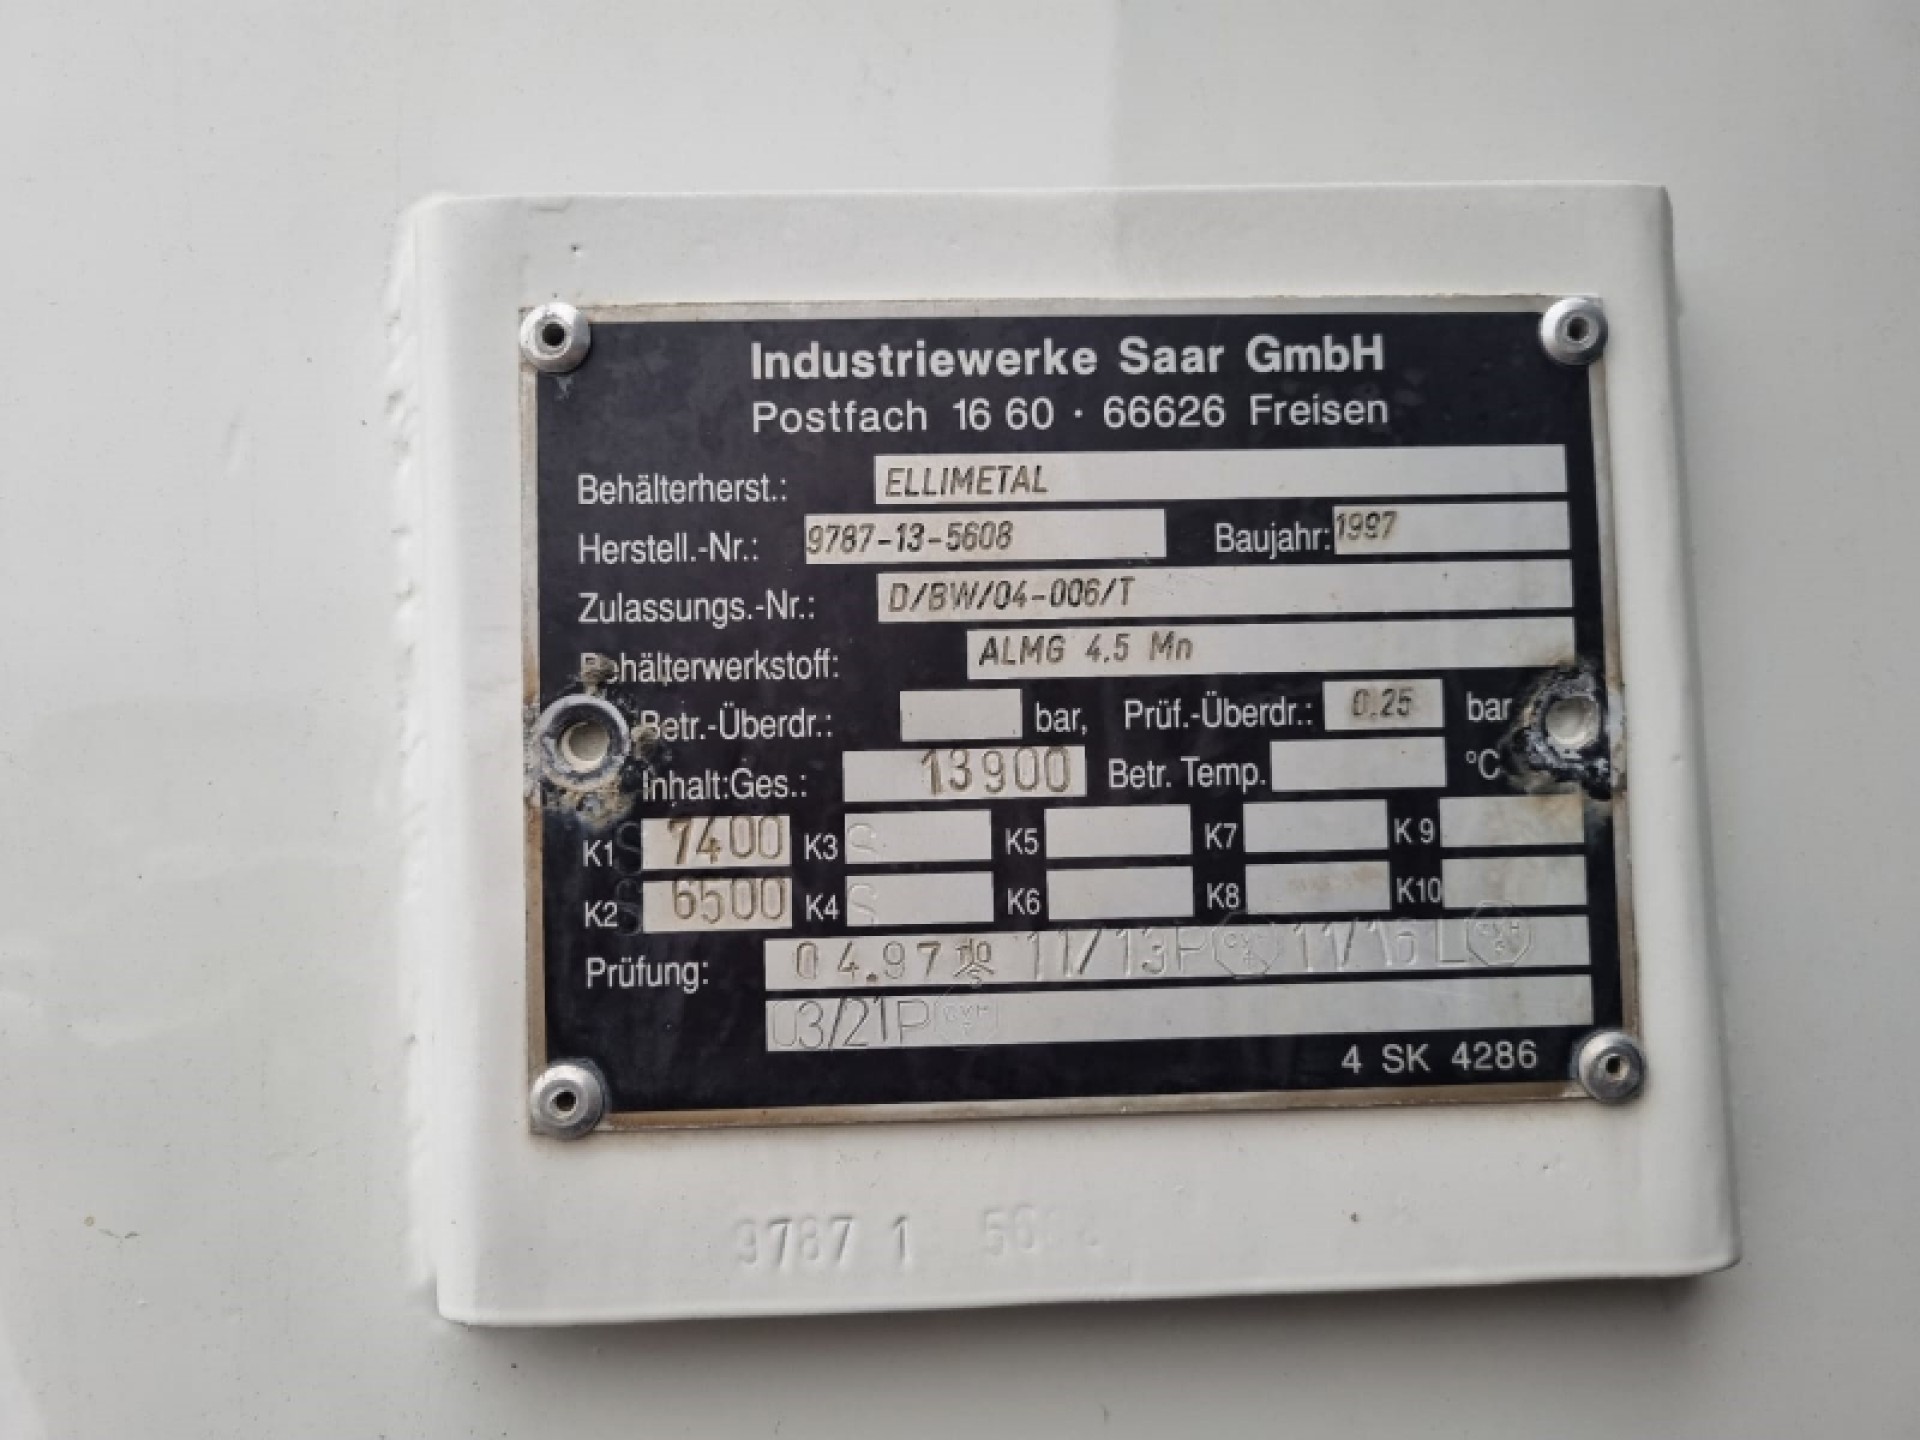 Industriewerke Saar GmbH
Postfach 16 60 · 66626 Freisen
Behälterherst.: ELLIMETAL
Herstell.-Nr.: 9787-13-5608 Baujahr: 1997
Zulassungs.-Nr.: D/BW/04-006/T
Behälterwerkstoff: ALMG 4.5 Mn
Betr.-Überdr.: bar, Prüf.-Überdr.: 0.25 bar
Inhalt:Ges.: 13900 Betr. Temp. °C
K1 S 7400 K3 S K5 K7 K9
K2 S 6500 K4 S K6 K8 K10
Prüfung: 04.97 11/13P 11/16 L
03/21P
4 SK 4286
9787 1 56